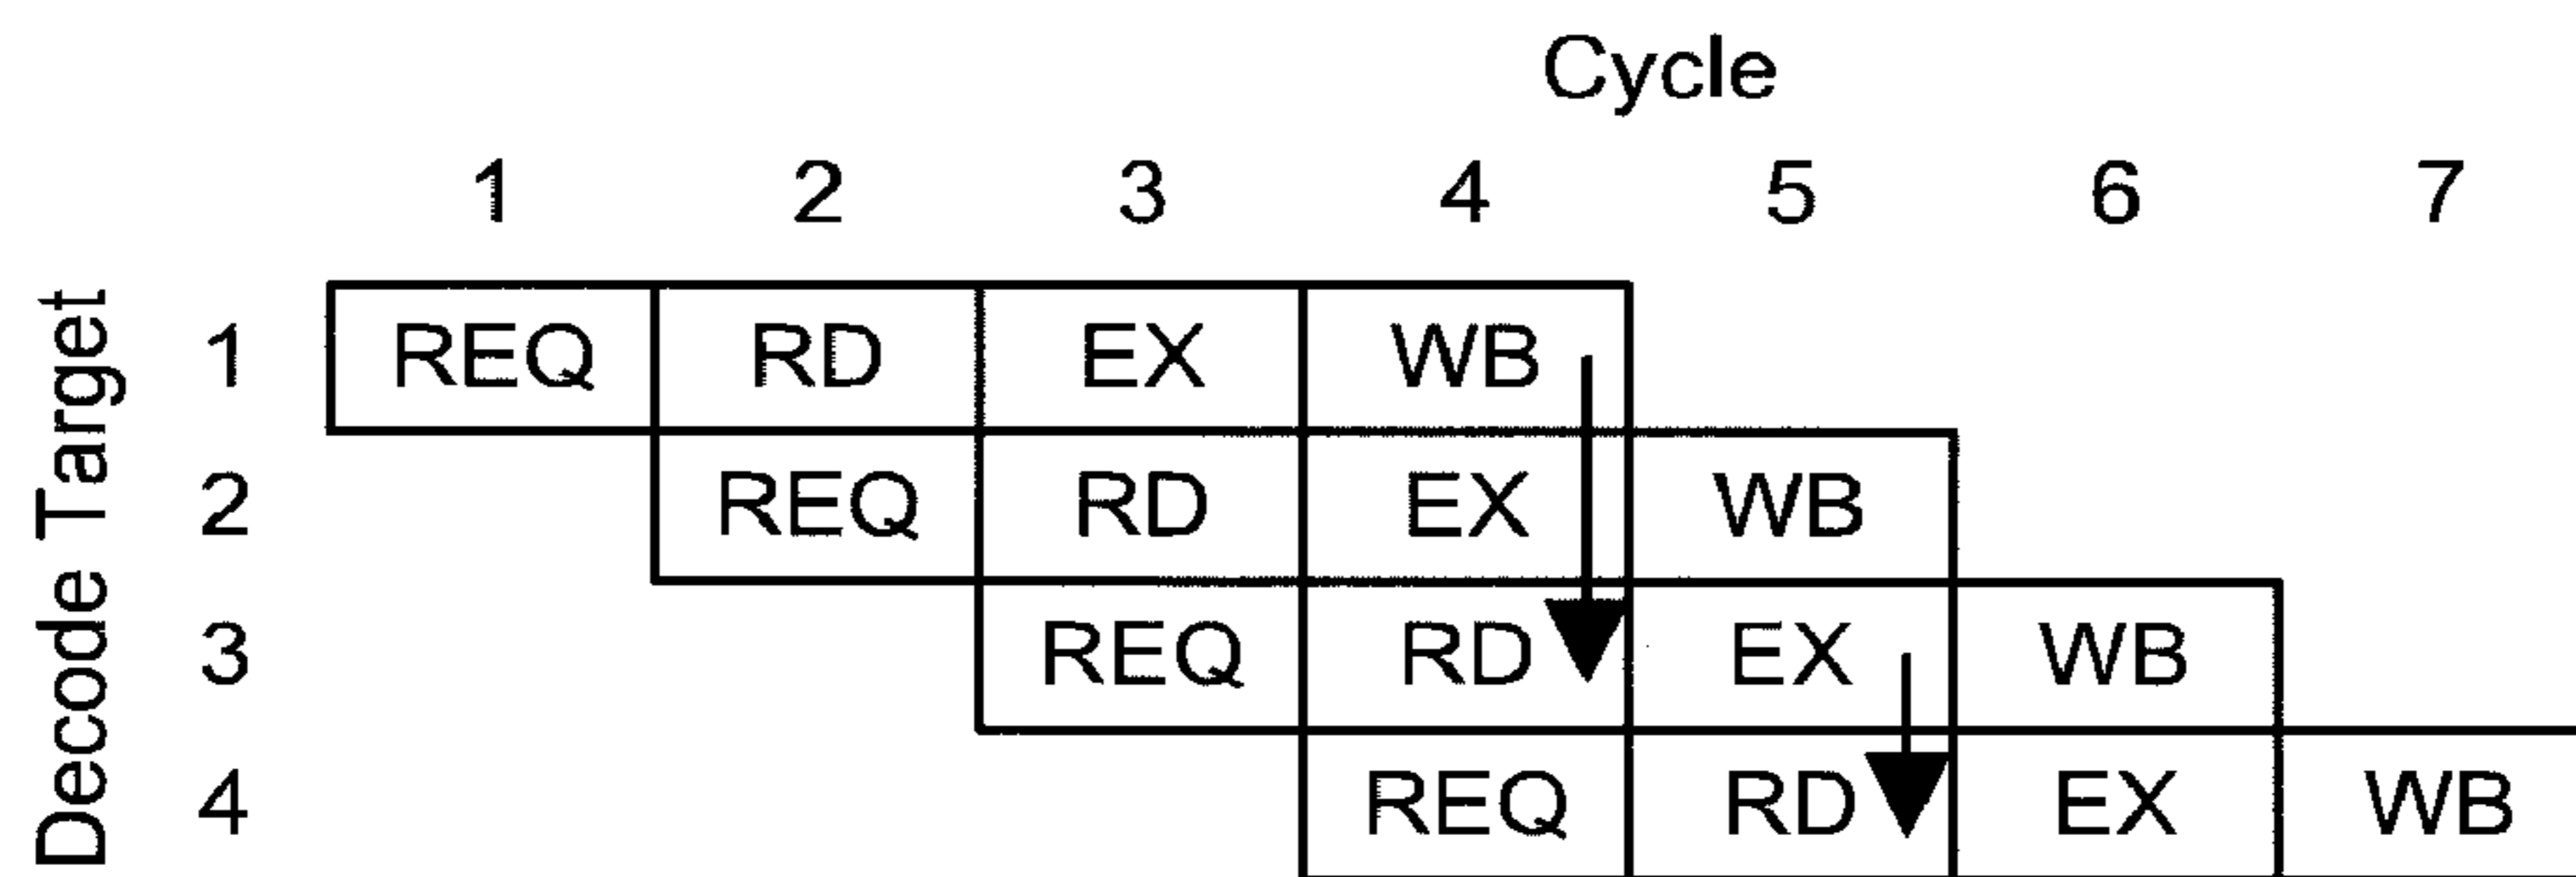 Cycle
1 2 3 4 5 6 7
Decode Target
1 REQ RD EX WB
2 REQ RD EX WB
3 REQ RD EX WB
4 REQ RD EX WB